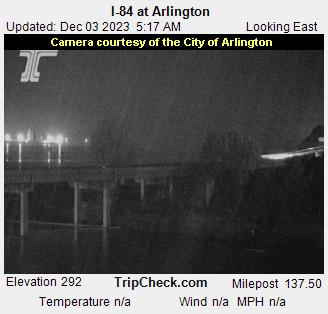 I-84 at Arlington
Updated: Dec 03 2023 5:17 AM Looking East
Camera courtesy of the City of Arlington
Elevation 292 TripCheck.com Milepost 137.50
Temperature n/a Wind n/a MPH n/a